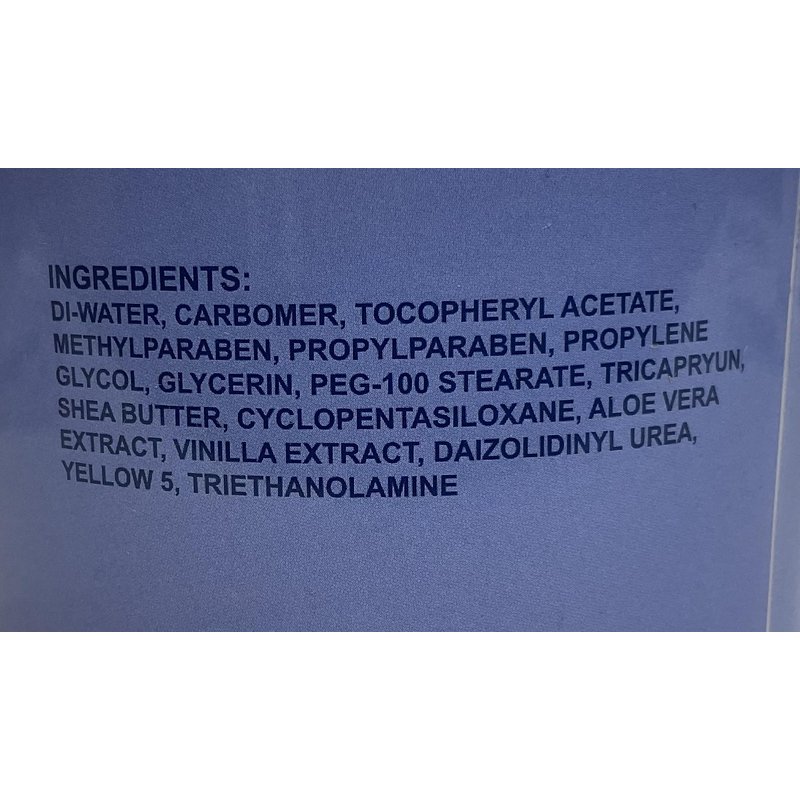 INGREDIENTS:
DI-WATER, CARBOMER, TOCOPHERYL ACETATE,
METHYLPARABEN, PROPYLPARABEN, PROPYLENE
GLYCOL, GLYCERIN, PEG-100 STEARATE, TRICAPRYUN,
SHEA BUTTER, CYCLOPENTASILOXANE, ALOE VERA
EXTRACT, VINILLA EXTRACT, DAIZOLIDINYL UREA,
YELLOW 5, TRIETHANOLAMINE